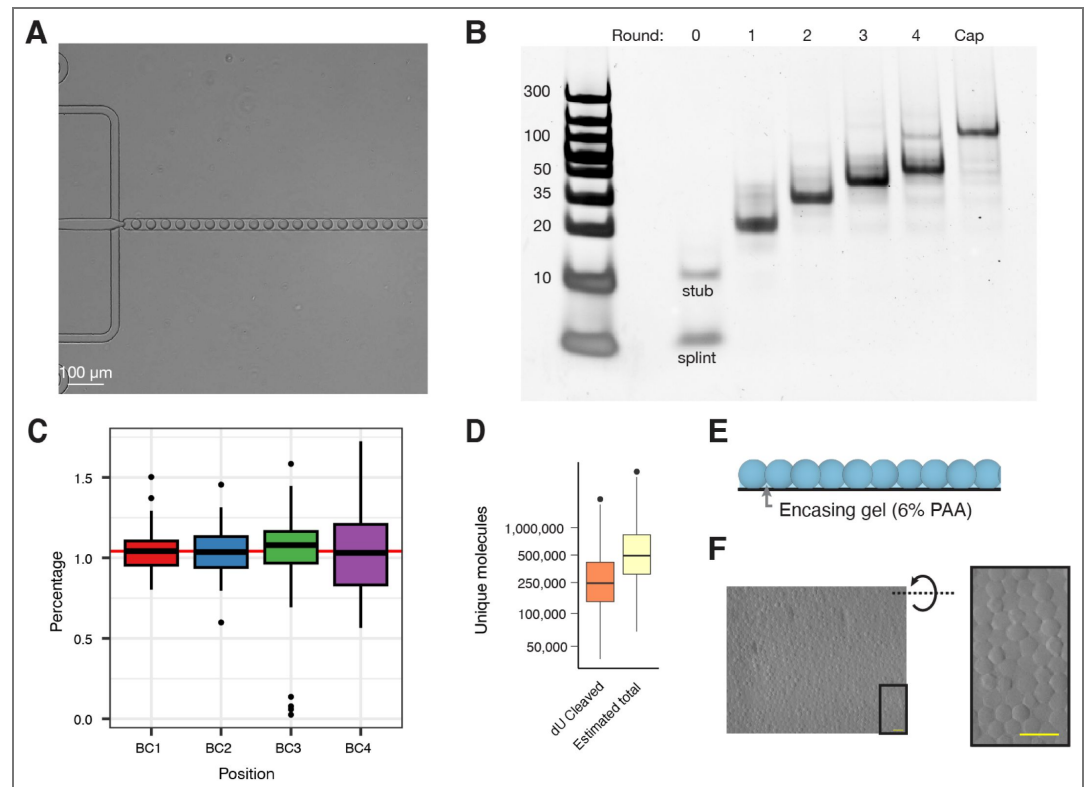 A
100 μm
B
Round: 0 1 2 3 4 Cap
300
100
50
35
20
10
stub
splint
C
Percentage
1.5
1.0
0.5
0.0
BC1 BC2 BC3 BC4
Position
D
Unique molecules
1,000,000
500,000
250,000
100,000
50,000
dU Cleaved
Estimated total
E
Encasing gel (6% PAA)
F